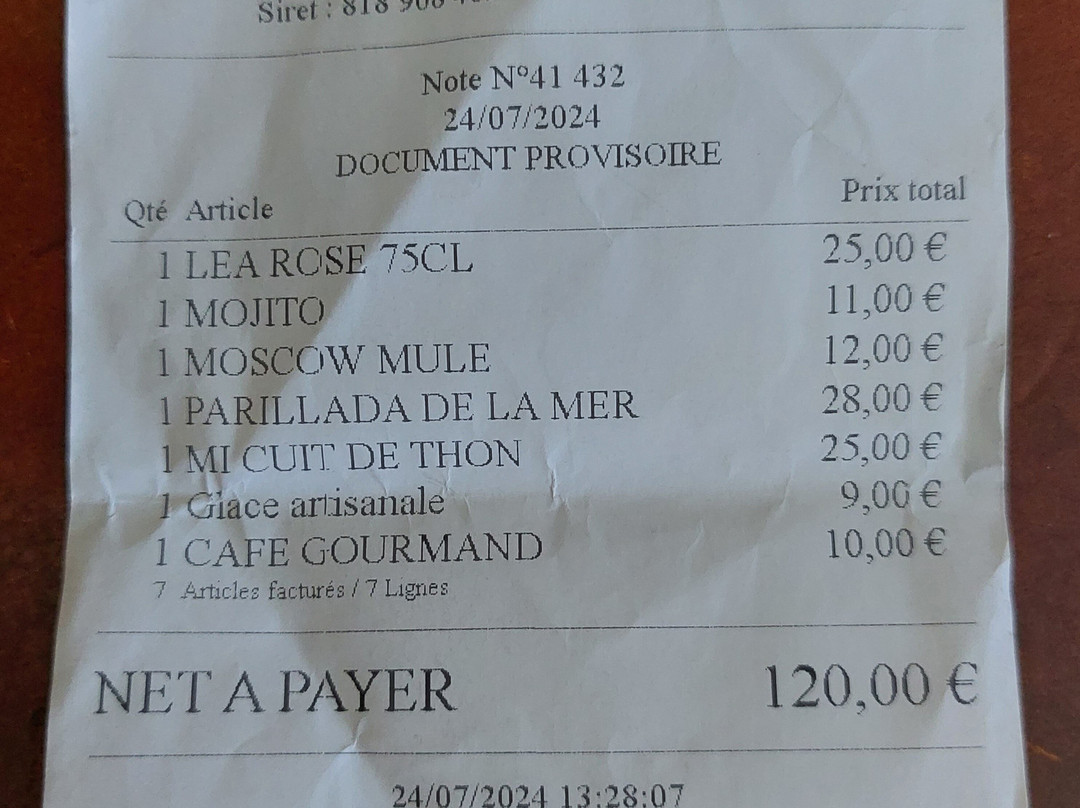 Siret : 818 908
Note N°41 432
24/07/2024
DOCUMENT PROVISOIRE
Qté Article Prix total
1 LEA ROSE 75CL 25,00 €
1 MOJITO 11,00 €
1 MOSCOW MULE 12,00 €
1 PARILLADA DE LA MER 28,00 €
1 MI CUIT DE THON 25,00 €
1 Glace artisanale 9,00 €
1 CAFE GOURMAND 10,00 €
7 Articles facturés / 7 Lignes
NET A PAYER 120,00 €
24/07/2024 13:28:07